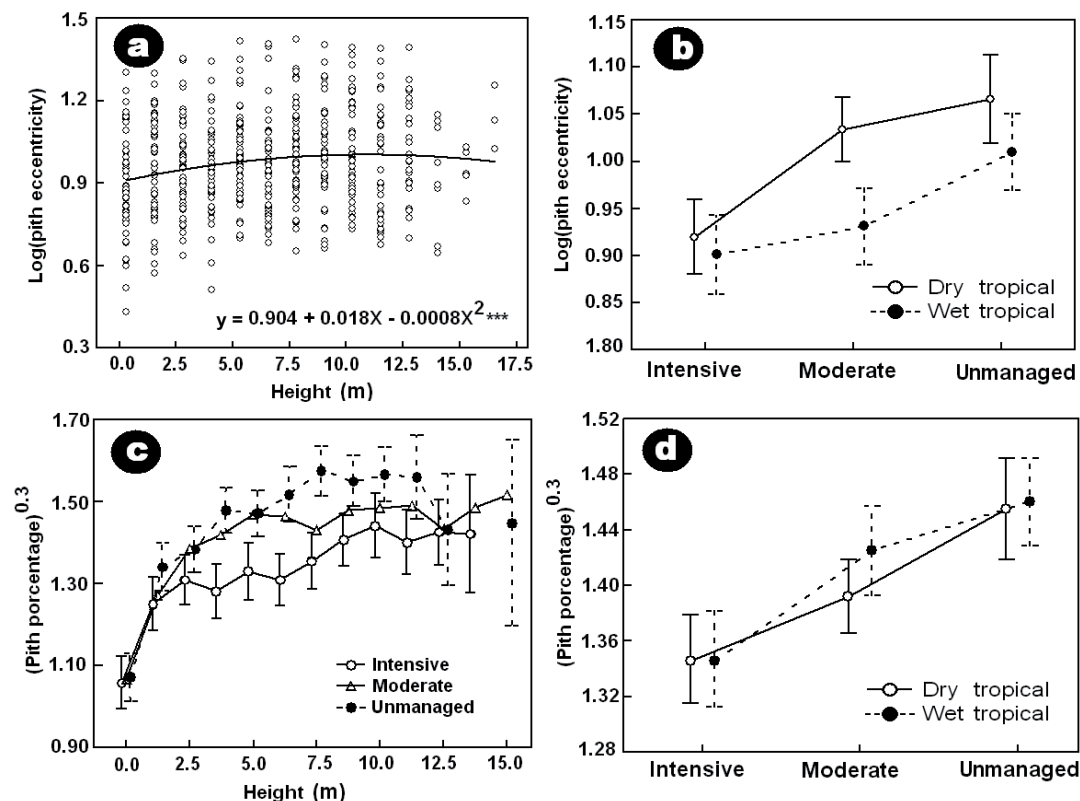 a
Log(pith eccentricity)
1.5
1.2
0.9
0.6
0.3
y = 0.904 + 0.018X - 0.0008X² ***
0.0 2.5 5.0 7.5 10.0 12.5 15.0 17.5
Height (m)
b
Log(pith eccentricity)
1.15
1.10
1.05
1.00
0.95
0.90
0.85
1.80
Dry tropical
Wet tropical
Intensive Moderate Unmanaged
c
(Pith porcentage)^0.3
1.70
1.50
1.30
1.10
0.90
Intensive
Moderate
Unmanaged
0.0 2.5 5.0 7.5 10.0 12.5 15.0
Height (m)
d
(Pith porcentage)^0.3
1.52
1.48
1.44
1.40
1.36
1.32
1.28
Dry tropical
Wet tropical
Intensive Moderate Unmanaged